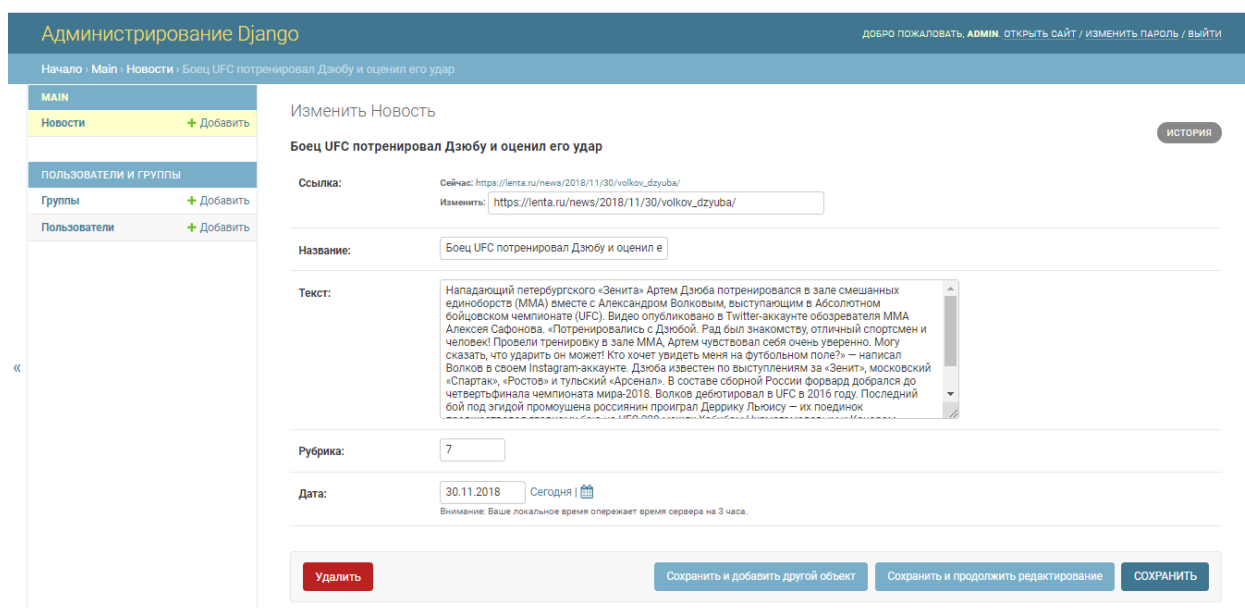 Администрирование Django
ДОБРО ПОЖАЛОВАТЬ, ADMIN. ОТКРЫТЬ САЙТ / ИЗМЕНИТЬ ПАРОЛЬ / ВЫЙТИ
Начало › Main › Новости › Боец UFC потренировал Дзюбу и оценил его удар
MAIN
Новости + Добавить
ПОЛЬЗОВАТЕЛИ И ГРУППЫ
Группы + Добавить
Пользователи + Добавить
«
Изменить Новость
ИСТОРИЯ
Боец UFC потренировал Дзюбу и оценил его удар
Ссылка:
Сейчас: https://lenta.ru/news/2018/11/30/volkov_dzyuba/
Изменить: https://lenta.ru/news/2018/11/30/volkov_dzyuba/
Название: Боец UFC потренировал Дзюбу и оценил е
Текст:
Нападающий петербургского «Зенита» Артем Дзюба потренировался в зале смешанных
единоборств (ММА) вместе с Александром Волковым, выступающим в Абсолютном
бойцовском чемпионате (UFC). Видео опубликовано в Twitter-аккаунте обозревателя ММА
Алексея Сафонова. «Потренировались с Дзюбой. Рад был знакомству, отличный спортсмен и
человек! Провели тренировку в зале ММА, Артем чувствовал себя очень уверенно. Могу
сказать, что ударить он может! Кто хочет увидеть меня на футбольном поле?» — написал
Волков в своем Instagram-аккаунте. Дзюба известен по выступлениям за «Зенит», московский
«Спартак», «Ростов» и тульский «Арсенал». В составе сборной России форвард добрался до
четвертьфинала чемпионата мира-2018. Волков дебютировал в UFC в 2016 году. Последний
бой под эгидой промоушена россиянин проиграл Деррику Льюису — их поединок
Рубрика: 7
Дата: 30.11.2018 Сегодня |
Внимание: Ваше локальное время опережает время сервера на 3 часа.
Удалить
Сохранить и добавить другой объект
Сохранить и продолжить редактирование
СОХРАНИТЬ